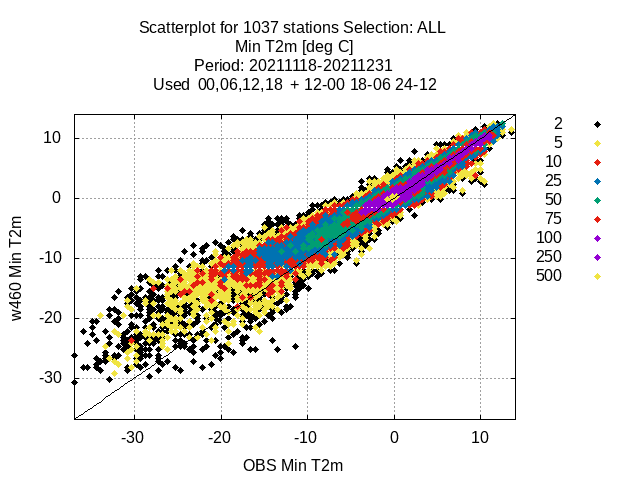 Scatterplot for 1037 stations Selection: ALL
Min T2m [deg C]
Period: 20211118-20211231
Used  00,06,12,18  + 12-00 18-06 24-12
10
0
-10
-20
-30
w460 Min T2m
-30 -20 -10 0 10
OBS Min T2m
2
5
10
25
50
75
100
250
500